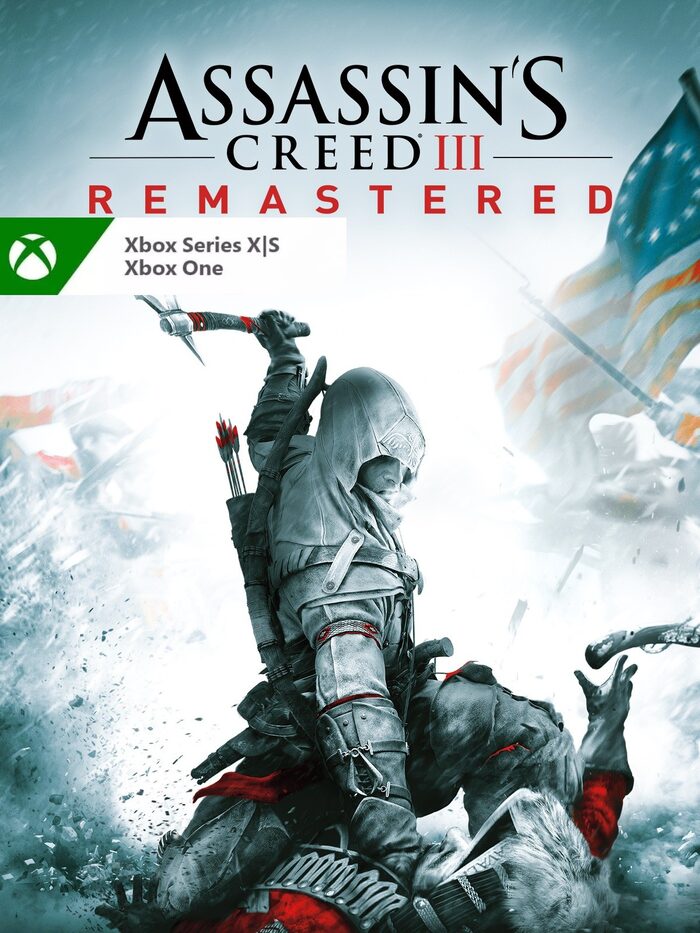 ASSASSIN'S
CREED® III
REMASTERED
Xbox Series X|S
Xbox One